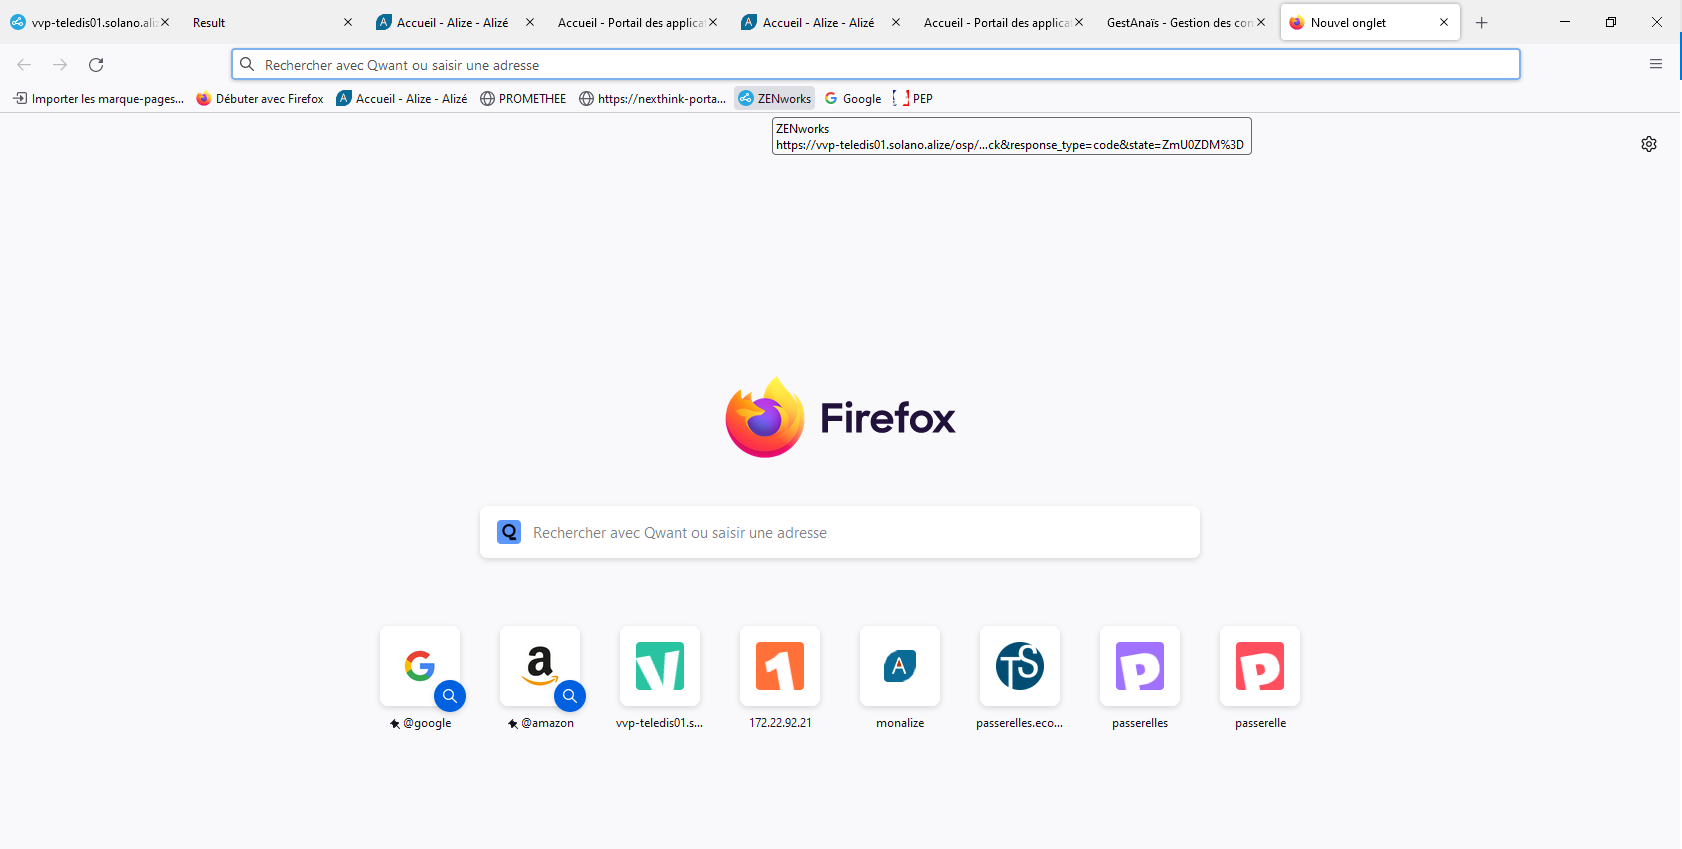 vvp-teledis01.solano.aliz
Result
Accueil - Alize - Alizé
Accueil - Portail des applicat
Accueil - Alize - Alizé
Accueil - Portail des applicat
GestAnaïs - Gestion des con
Nouvel onglet
Rechercher avec Qwant ou saisir une adresse
Importer les marque-pages...
Débuter avec Firefox
Accueil - Alize - Alizé
PROMETHEE
https://nexthink-porta...
ZENworks
Google
PEP
ZENworks
https://vvp-teledis01.solano.alize/osp/...ck&response_type=code&state=ZmU0ZDM%3D
Firefox
Rechercher avec Qwant ou saisir une adresse
@google
@amazon
vvp-teledis01.s...
172.22.92.21
monalize
passerelles.eco...
passerelles
passerelle